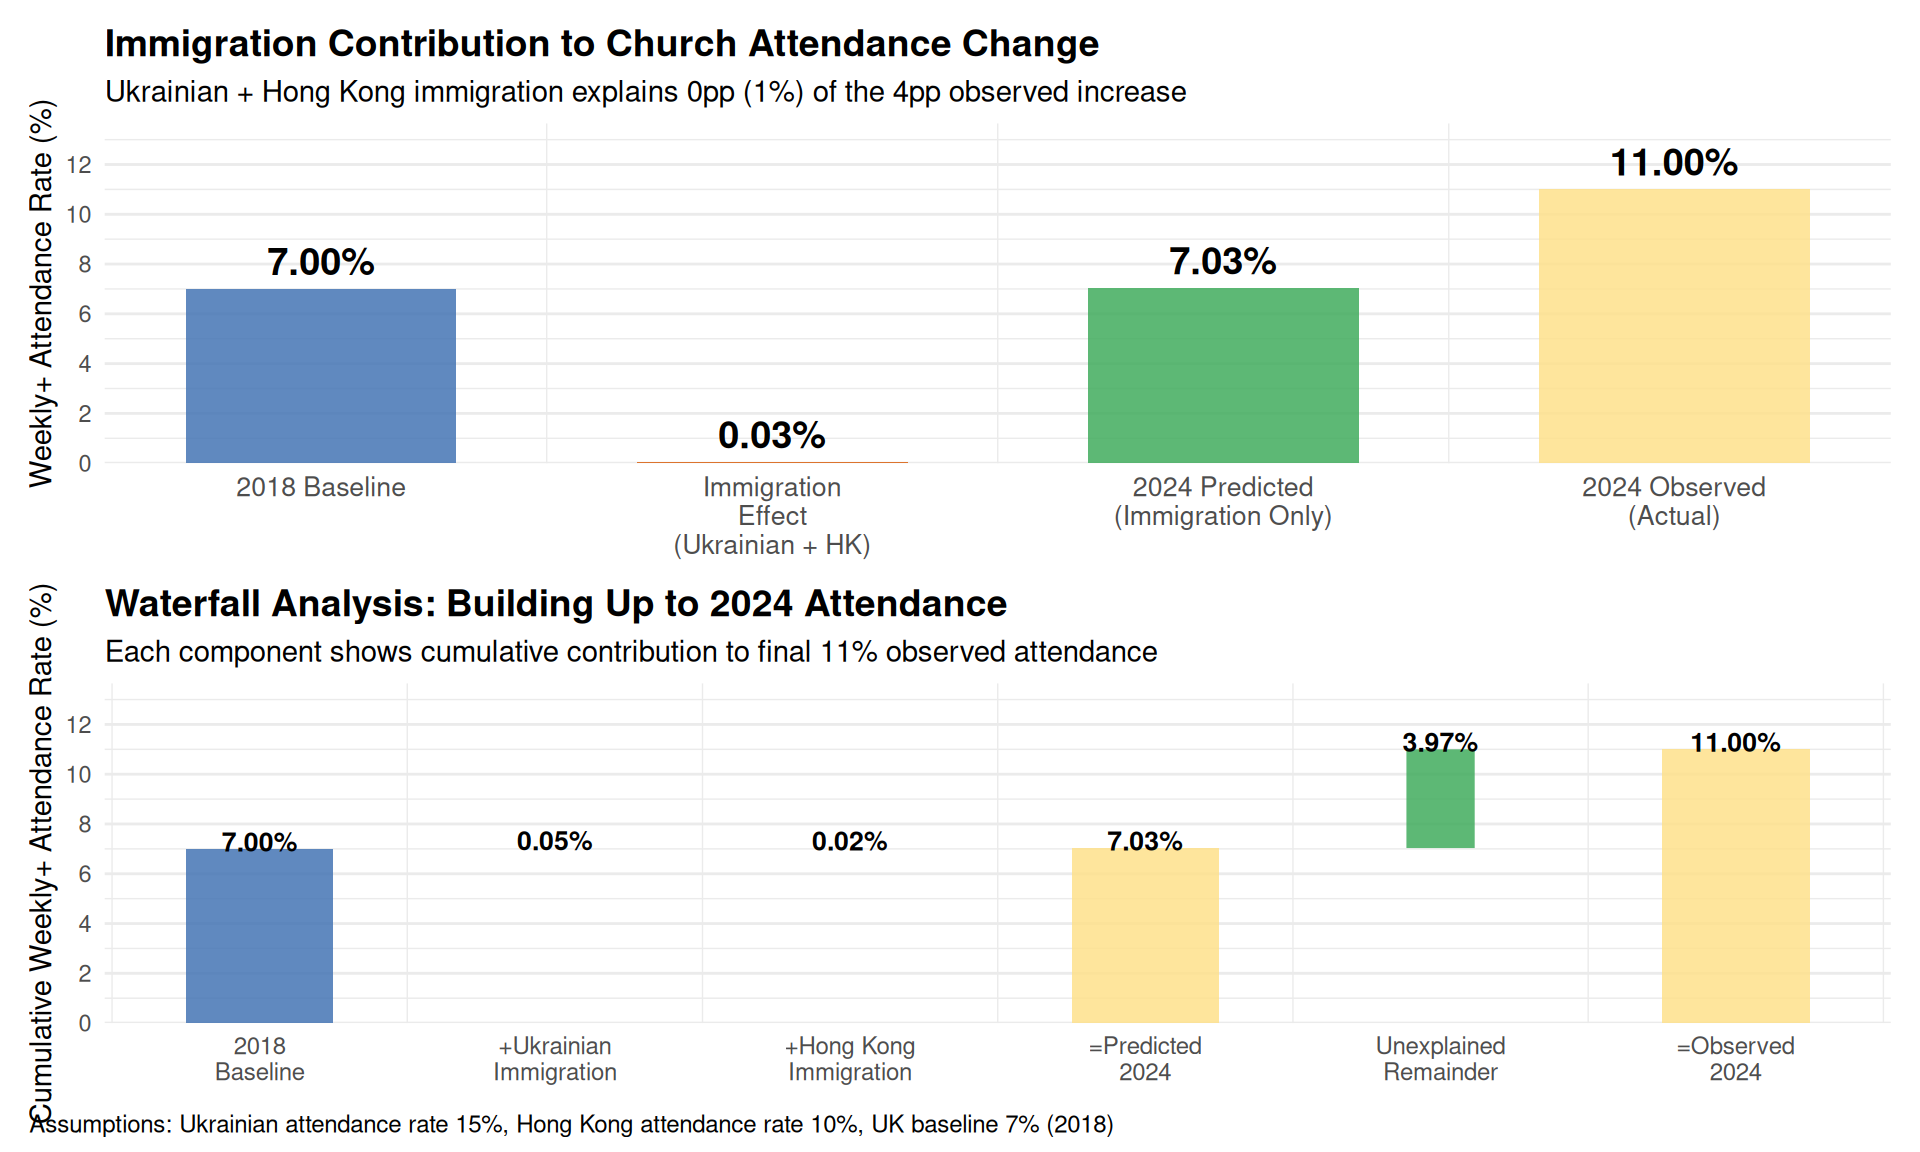 Immigration Contribution to Church Attendance Change
Ukrainian + Hong Kong immigration explains 0pp (1%) of the 4pp observed increase
Weekly+ Attendance Rate (%)
12
10
8
6
4
2
0
7.00%
0.03%
7.03%
11.00%
2018 Baseline
Immigration
Effect
(Ukrainian + HK)
2024 Predicted
(Immigration Only)
2024 Observed
(Actual)
Waterfall Analysis: Building Up to 2024 Attendance
Each component shows cumulative contribution to final 11% observed attendance
Cumulative Weekly+ Attendance Rate (%)
12
10
8
6
4
2
0
7.00%
0.05%
0.02%
7.03%
3.97%
11.00%
2018
Baseline
+Ukrainian
Immigration
+Hong Kong
Immigration
=Predicted
2024
Unexplained
Remainder
=Observed
2024
Assumptions: Ukrainian attendance rate 15%, Hong Kong attendance rate 10%, UK baseline 7% (2018)